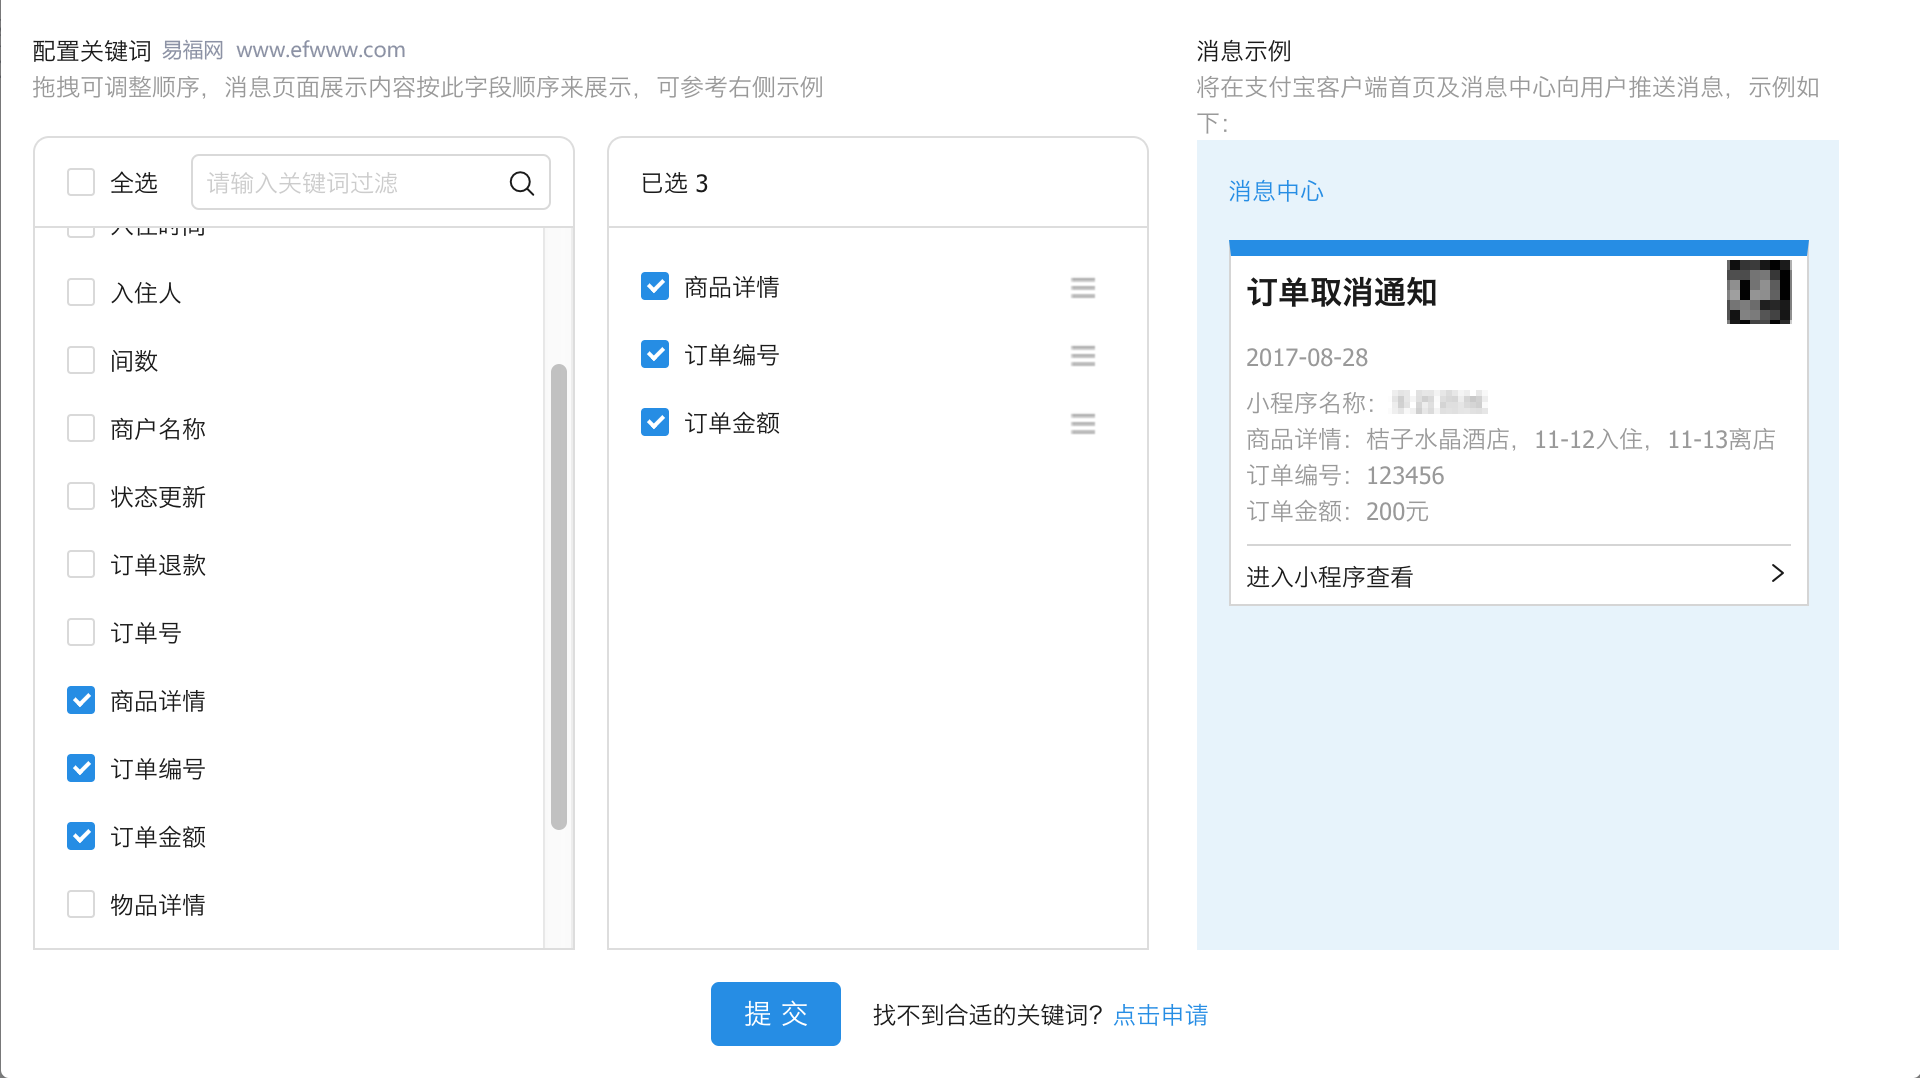 配置关键词 易福网 www.efwww.com
拖拽可调整顺序，消息页面展示内容按此字段顺序来展示，可参考右侧示例
全选 请输入关键词过滤
入住时间
入住人
间数
商户名称
状态更新
订单退款
订单号
商品详情
订单编号
订单金额
物品详情
已选 3
商品详情
订单编号
订单金额
消息示例
将在支付宝客户端首页及消息中心向用户推送消息，示例如
下：
消息中心
订单取消通知
2017-08-28
小程序名称：
商品详情：桔子水晶酒店，11-12入住，11-13离店
订单编号：123456
订单金额：200元
进入小程序查看
提 交 找不到合适的关键词? 点击申请